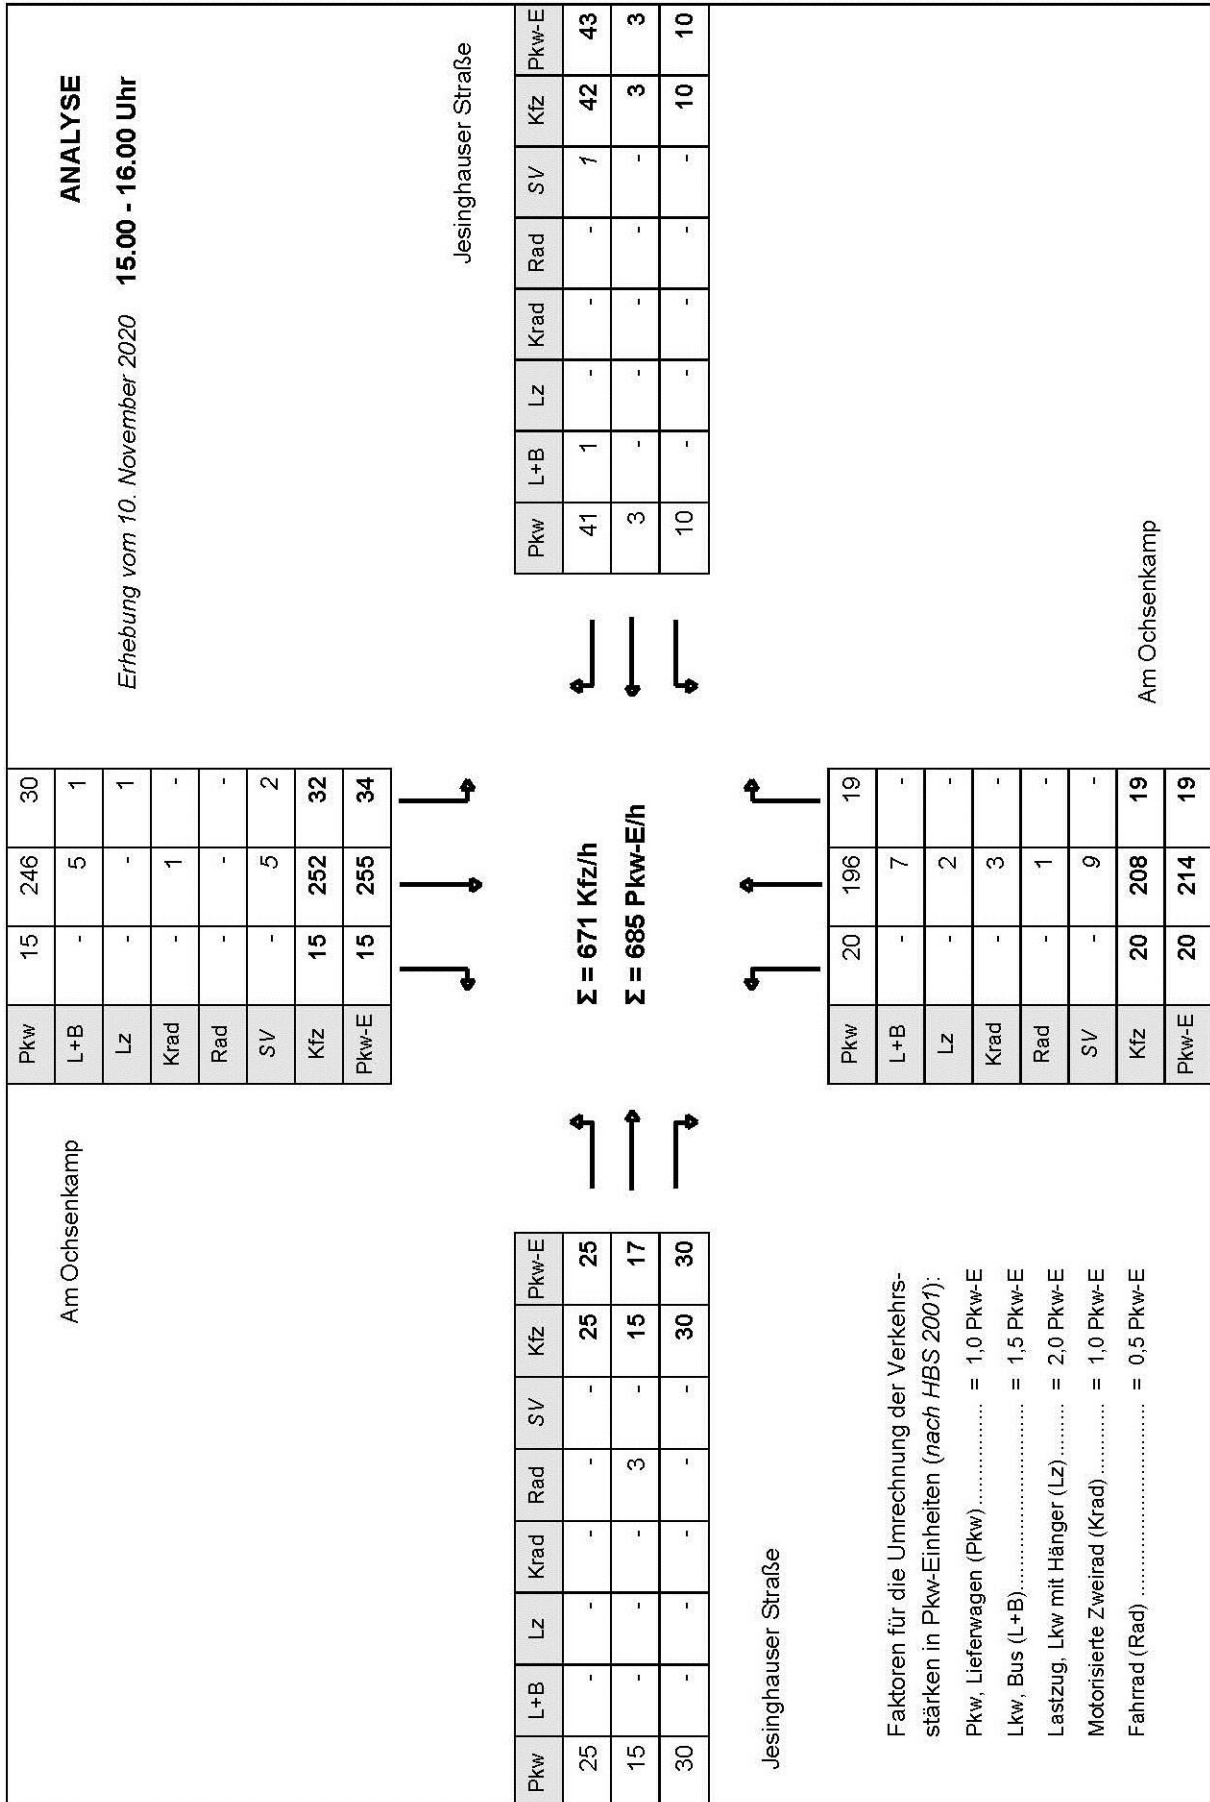 ANALYSE
Erhebung vom 10. November 2020 15.00 - 16.00 Uhr
Am Ochsenkamp
Pkw 15 246 30
L+B - 5 1
Lz - - 1
Krad - 1 -
Rad - - -
SV - 5 2
Kfz 15 252 32
Pkw-E 15 255 34
Jesinghauser Straße
Pkw L+B Lz Krad Rad SV Kfz Pkw-E
25 - - - - - 25 25
15 - - - 3 - 15 17
30 - - - - - 30 30
Σ = 671 Kfz/h
Σ = 685 Pkw-E/h
Jesinghauser Straße
Pkw L+B Lz Krad Rad SV Kfz Pkw-E
41 1 - - - 1 42 43
3 - - - - - 3 3
10 - - - - - 10 10
Pkw 20 196 19
L+B - 7 -
Lz - 2 -
Krad - 3 -
Rad - 1 -
SV - 9 -
Kfz 20 208 19
Pkw-E 20 214 19
Am Ochsenkamp
Faktoren für die Umrechnung der Verkehrs-
stärken in Pkw-Einheiten (nach HBS 2001):
Pkw, Lieferwagen (Pkw)................. = 1,0 Pkw-E
Lkw, Bus (L+B)................................ = 1,5 Pkw-E
Lastzug, Lkw mit Hänger (Lz)......... = 2,0 Pkw-E
Motorisierte Zweirad (Krad)............ = 1,0 Pkw-E
Fahrrad (Rad) ................................ = 0,5 Pkw-E